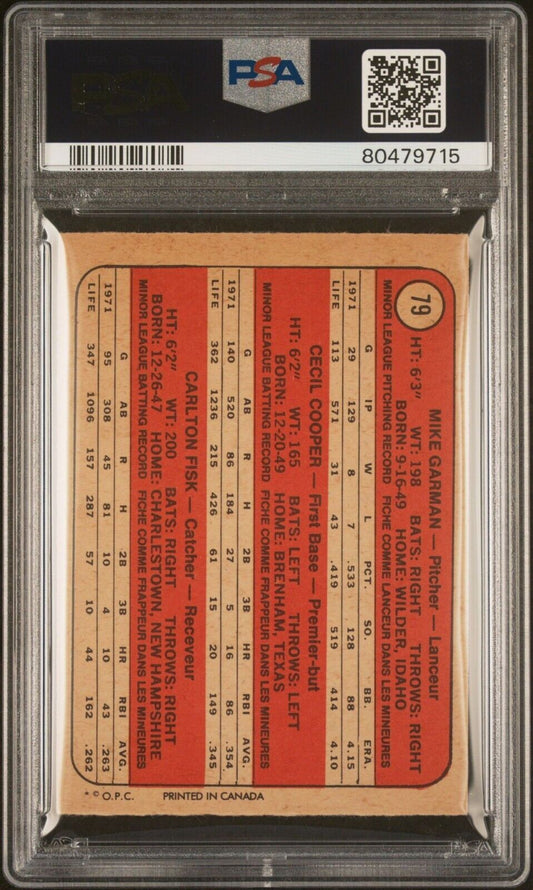 PSA
PSA
80479715
79
MIKE GARMAN — Pitcher — Lanceur
HT: 6'3" WT: 198 BATS: RIGHT THROWS: RIGHT
BORN: 9-16-49 HOME: WILDER, IDAHO
MINOR LEAGUE PITCHING RECORD FICHE COMME LANCEUR DANS LES MINEURES
G IP W L PCT. SO. BB. ERA.
1971 29 129 8 7 .533 128 88 4.15
LIFE 113 571 31 43 .419 519 414 4.10
CECIL COOPER — First Base — Premier-but
HT: 6'2" WT: 165 BATS: LEFT THROWS: LEFT
BORN: 12-20-49 HOME: BRENHAM, TEXAS
MINOR LEAGUE BATTING RECORD FICHE COMME FRAPPEUR DANS LES MINEURES
G AB R H 2B 3B HR RBI AVG.
1971 140 520 86 184 27 5 16 86 .354
LIFE 362 1236 215 426 61 15 20 149 .345
CARLTON FISK — Catcher — Receveur
HT: 6'2" WT: 200 BATS: RIGHT THROWS: RIGHT
BORN: 12-26-47 HOME: CHARLESTOWN, NEW HAMPSHIRE
MINOR LEAGUE BATTING RECORD FICHE COMME FRAPPEUR DANS LES MINEURES
G AB R H 2B 3B HR RBI AVG.
1971 95 308 45 81 10 4 10 43 .263
LIFE 347 1096 157 287 57 10 44 162 .262
* © O.P.C. PRINTED IN CANADA